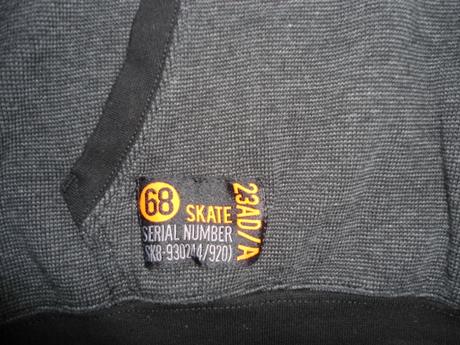 68 SKATE
SERIAL NUMBER
SK8-930214/920)
23AD/A